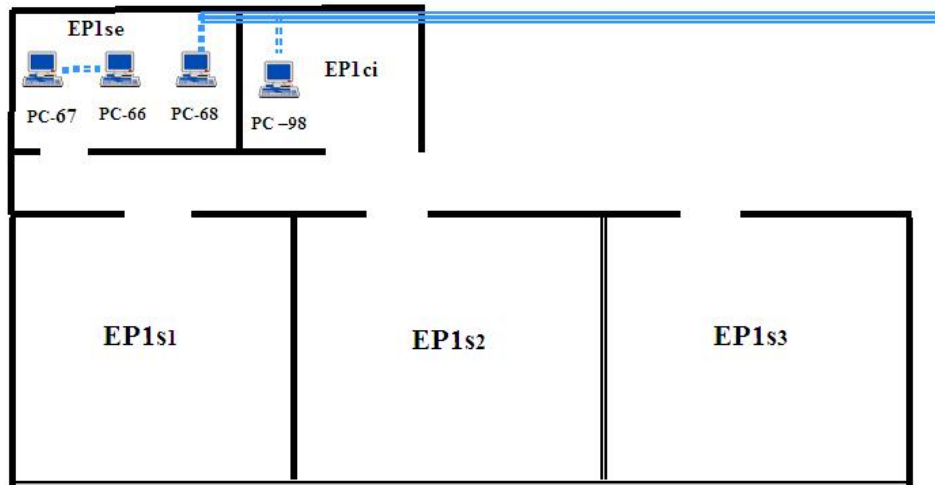 EP1se
EP1ci
PC-67
PC-66
PC-68
PC –98
EP1s1
EP1s2
EP1s3